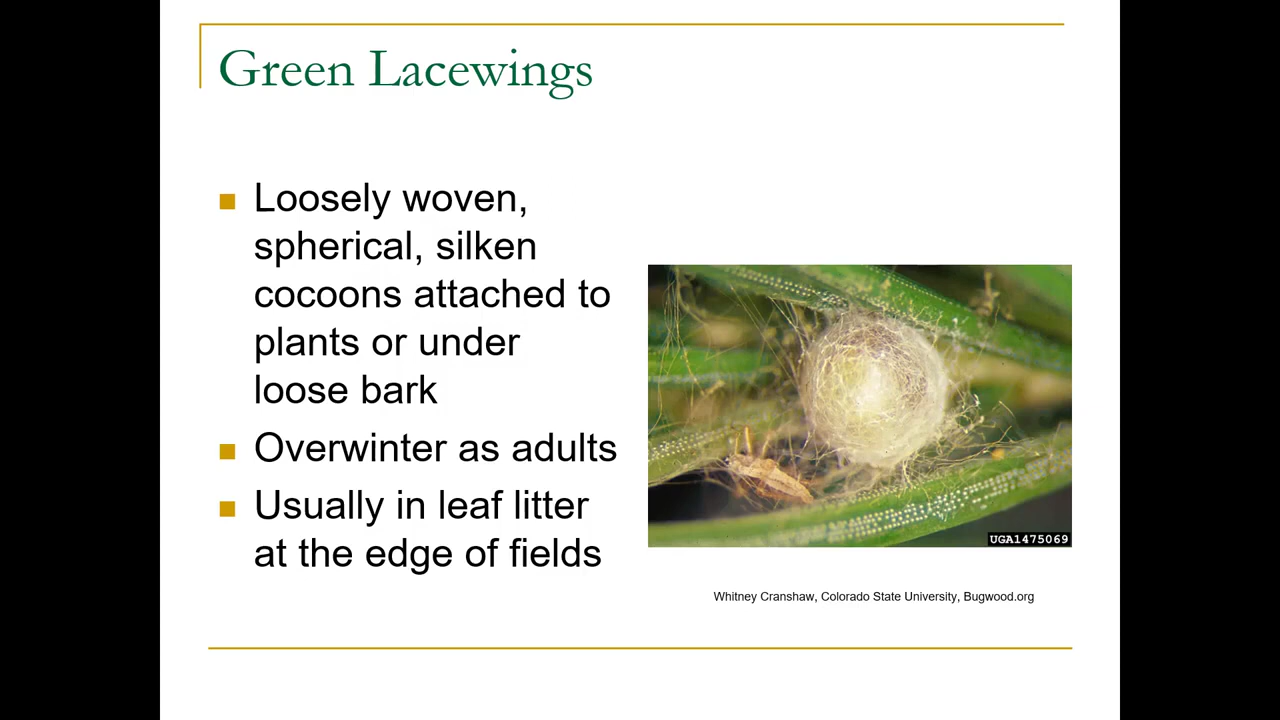 Green Lacewings
Loosely woven,
spherical, silken
cocoons attached to
plants or under
loose bark
Overwinter as adults
Usually in leaf litter
at the edge of fields
UGA1475069
Whitney Cranshaw, Colorado State University, Bugwood.org